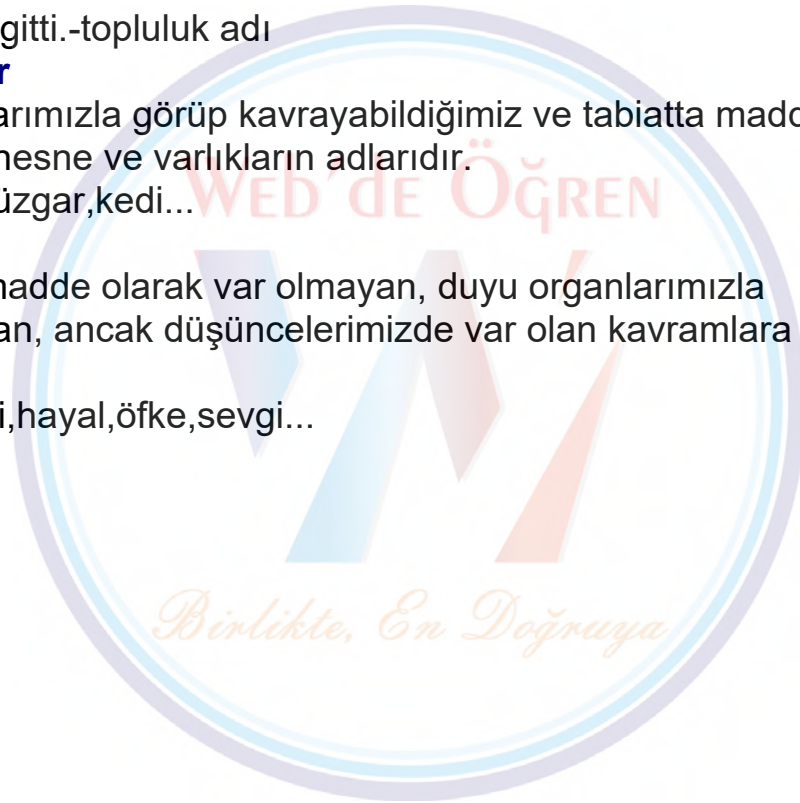 gitti.-topluluk adı
r
arımızla görüp kavrayabildiğimiz ve tabiatta madd
nesne ve varlıkların adlarıdır.
üzgar,kedi...
WEB'dE ÖĞREN
nadde olarak var olmayan, duyu organlarımızla
an, ancak düşüncelerimizde var olan kavramlara
i,hayal,öfke,sevgi...
Birlikte, En Doğruya